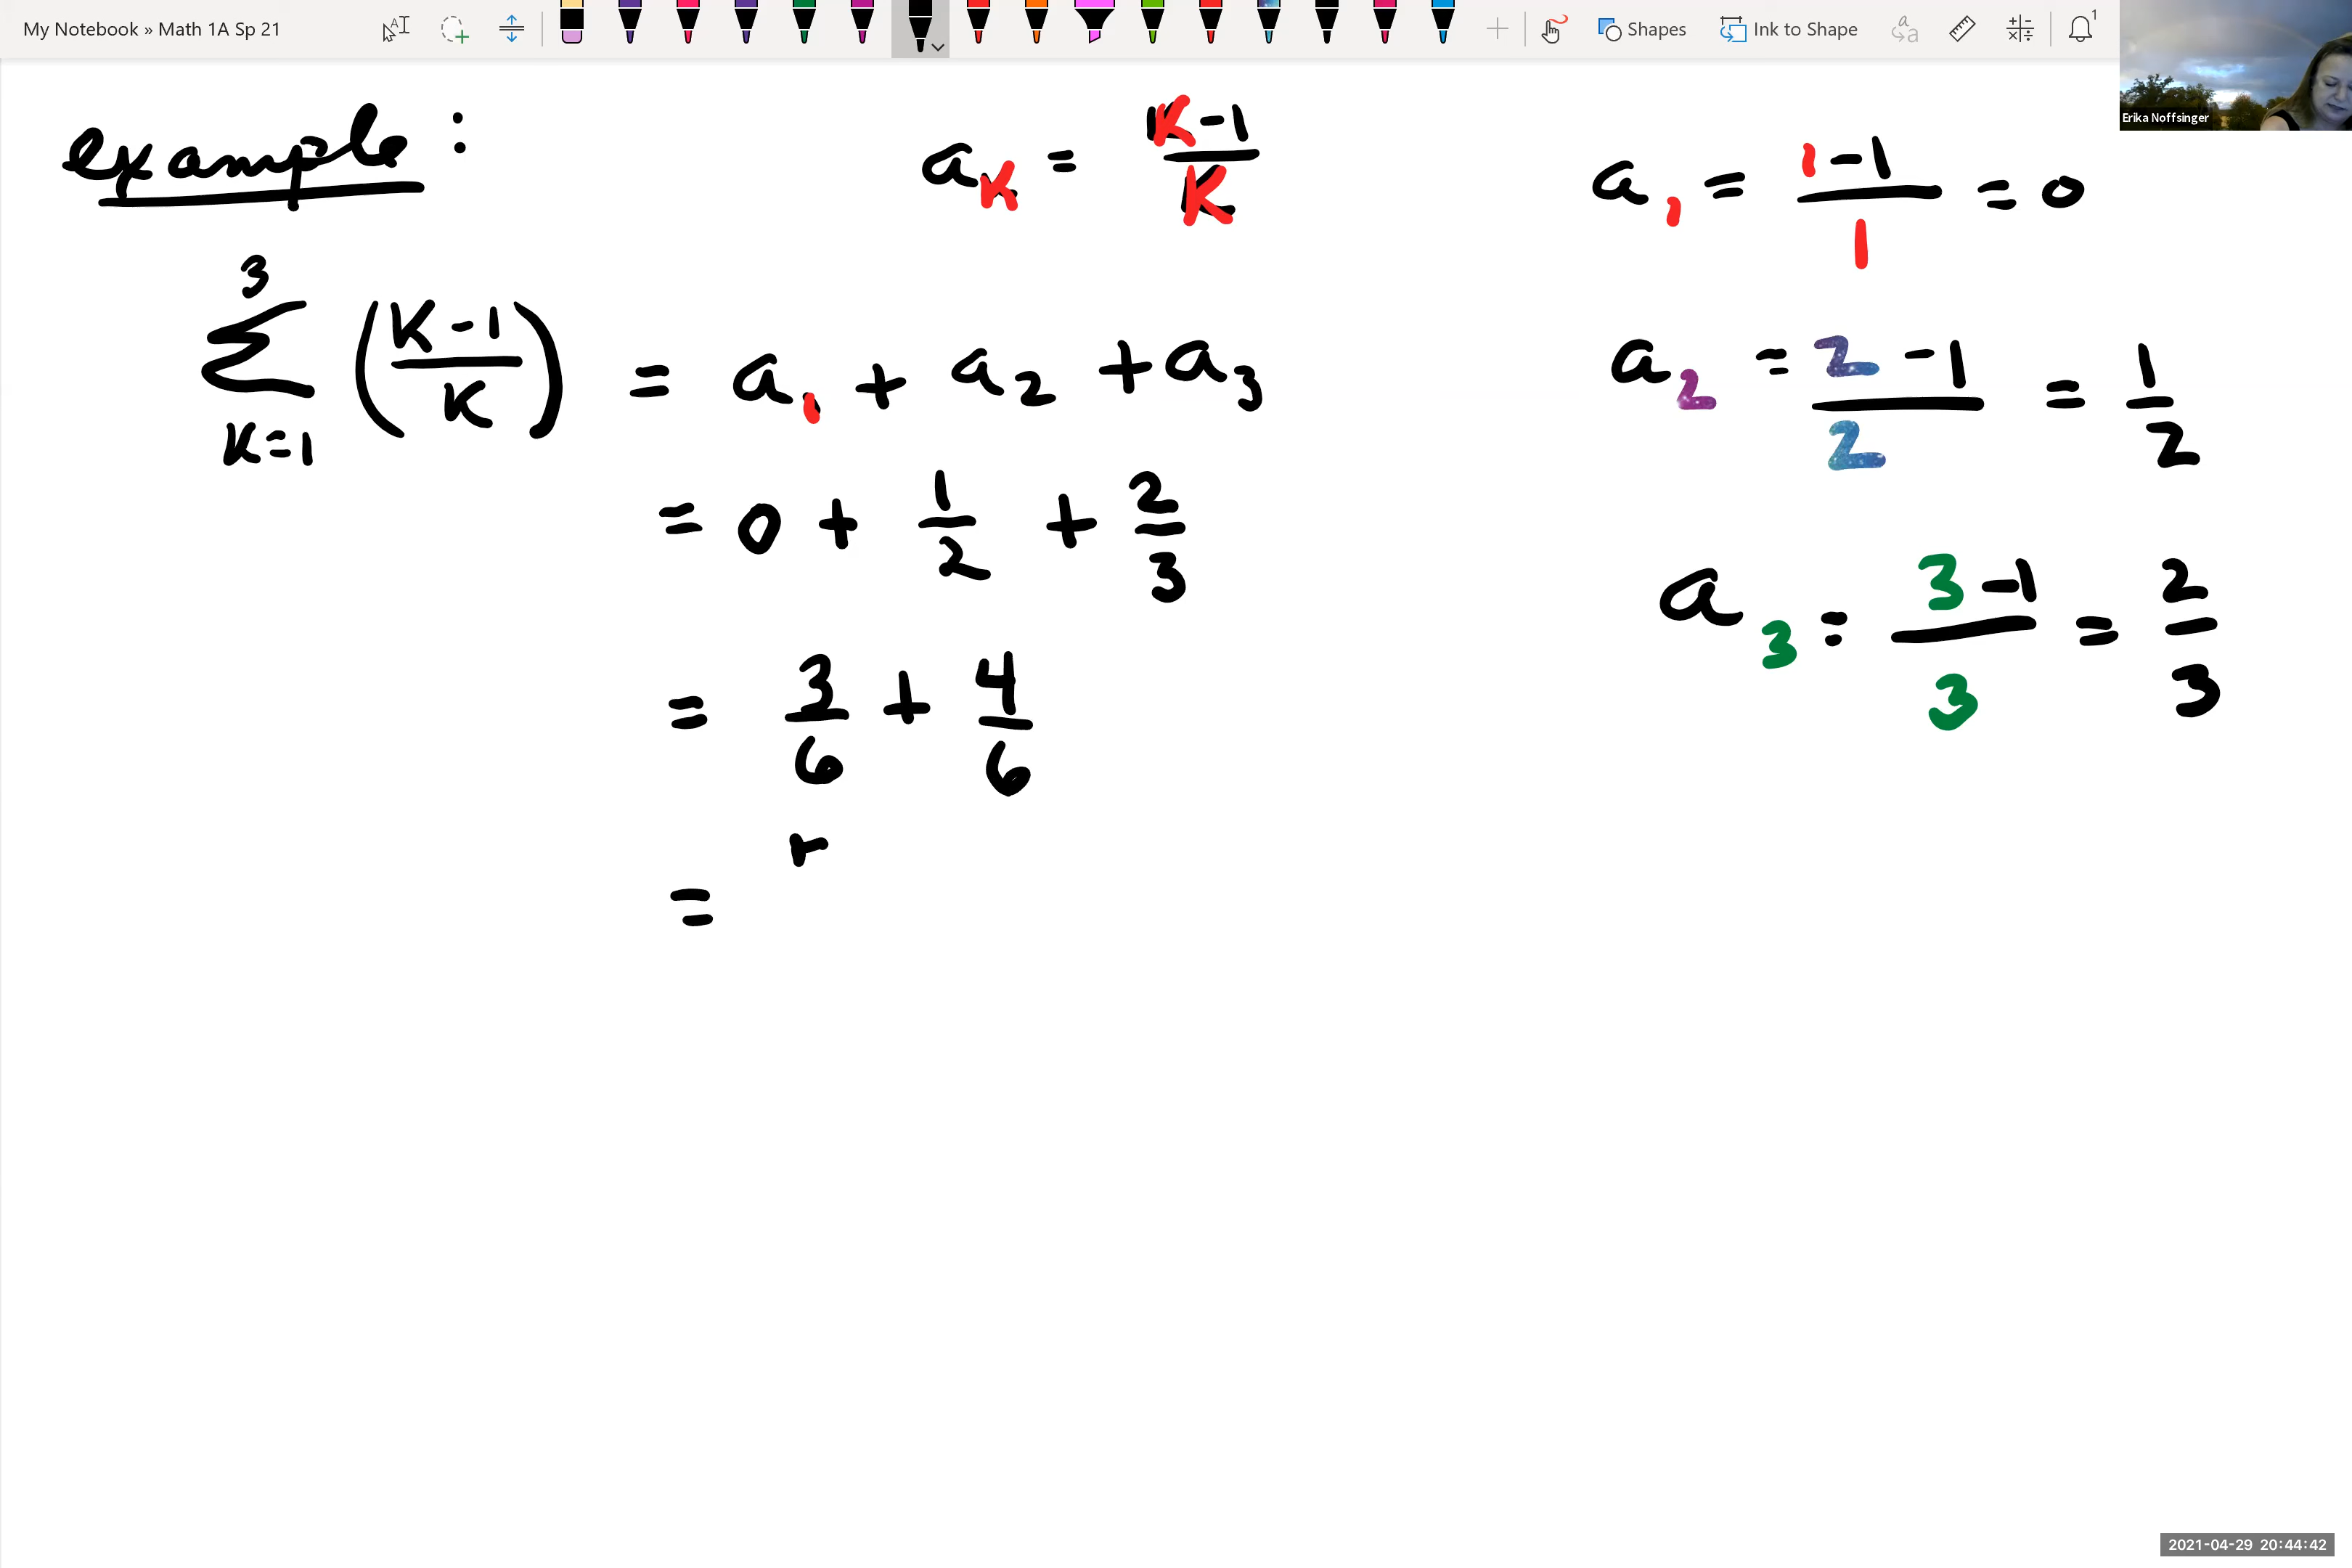 My Notebook » Math 1A Sp 21 Shapes Ink to Shape 1
Erika Noffsinger
example: a_K = (K-1)/K a_1 = (1-1)/1 = 0
∑_{K=1}^{3} ((K-1)/K) = a_1 + a_2 + a_3 a_2 = (2-1)/2 = 1/2
= 0 + 1/2 + 2/3 a_3 = (3-1)/3 = 2/3
= 3/6 + 4/6
=
2021-04-29 20:44:42